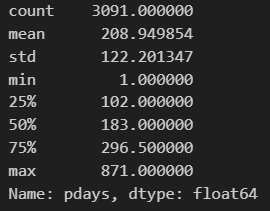 count    3091.000000
mean      208.949854
std       122.201347
min         1.000000
25%       102.000000
50%       183.000000
75%       296.500000
max       871.000000
Name: pdays, dtype: float64